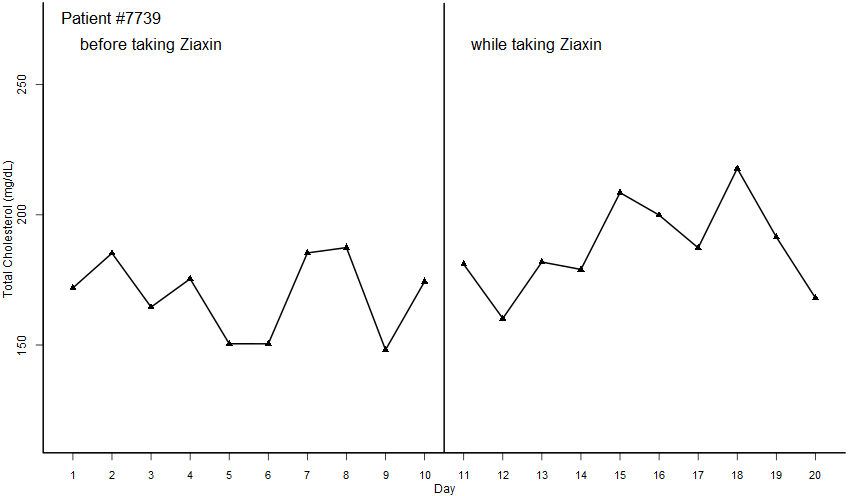 Patient #7739
before taking Ziaxin
while taking Ziaxin
Total Cholesterol (mg/dL)
250
200
150
1 2 3 4 5 6 7 8 9 10 11 12 13 14 15 16 17 18 19 20
Day